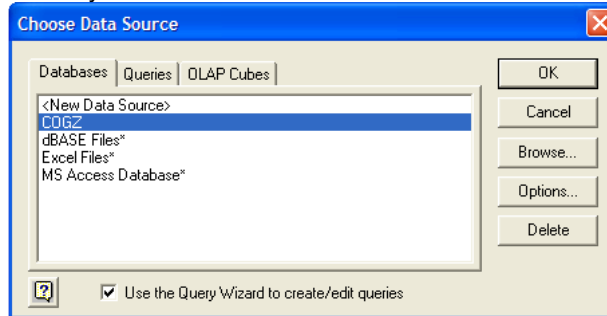 Choose Data Source
Databases Queries OLAP Cubes
<New Data Source>
COGZ
dBASE Files*
Excel Files*
MS Access Database*
OK
Cancel
Browse...
Options...
Delete
Use the Query Wizard to create/edit queries